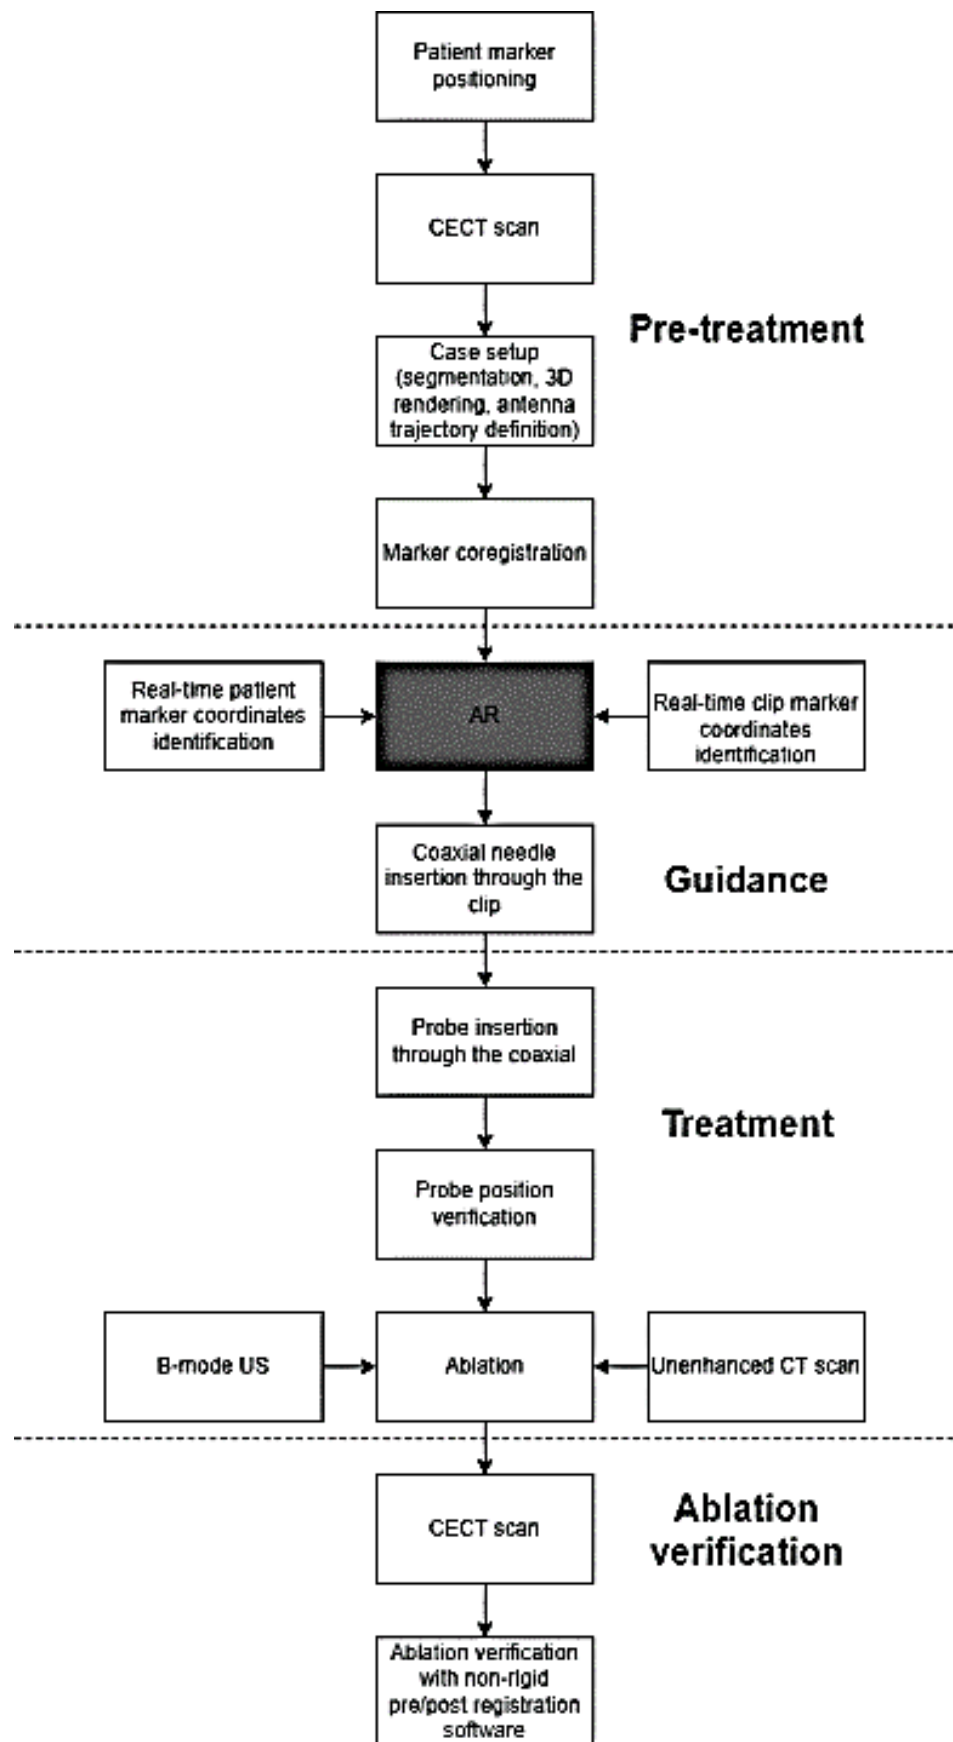 Patient marker
positioning
CECT scan
Pre-treatment
Case setup
(segmentation, 3D
rendering, antenna
trajectory definition)
Marker coregistration
Real-time patient
marker coordinates
identification
AR
Real-time clip marker
coordinates
identification
Coaxial needle
insertion through the
clip
Guidance
Probe insertion
through the coaxial
Treatment
Probe position
verification
B-mode US
Ablation
Unenhanced CT scan
CECT scan
Ablation
verification
Ablation verification
with non-rigid
pre/post registration
software